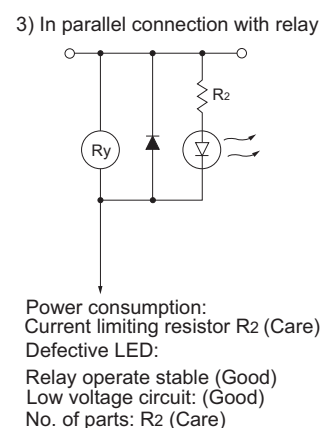 3) In parallel connection with relay
R2
Ry
Power consumption:
Current limiting resistor R2 (Care)
Defective LED:
Relay operate stable (Good)
Low voltage circuit: (Good)
No. of parts: R2 (Care)